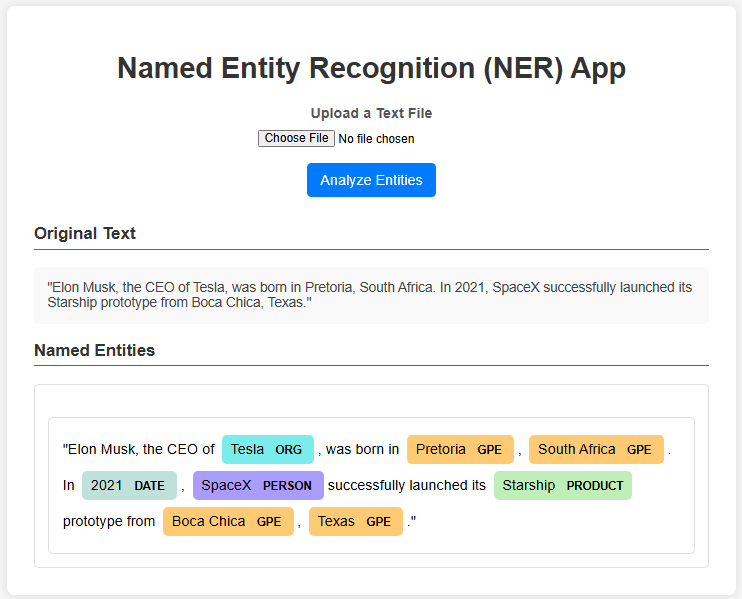 Named Entity Recognition (NER) App
Upload a Text File
Choose File No file chosen
Analyze Entities
Original Text
"Elon Musk, the CEO of Tesla, was born in Pretoria, South Africa. In 2021, SpaceX successfully launched its
Starship prototype from Boca Chica, Texas."
Named Entities
"Elon Musk, the CEO of Tesla ORG , was born in Pretoria GPE , South Africa GPE .
In 2021 DATE , SpaceX PERSON successfully launched its Starship PRODUCT
prototype from Boca Chica GPE , Texas GPE ."